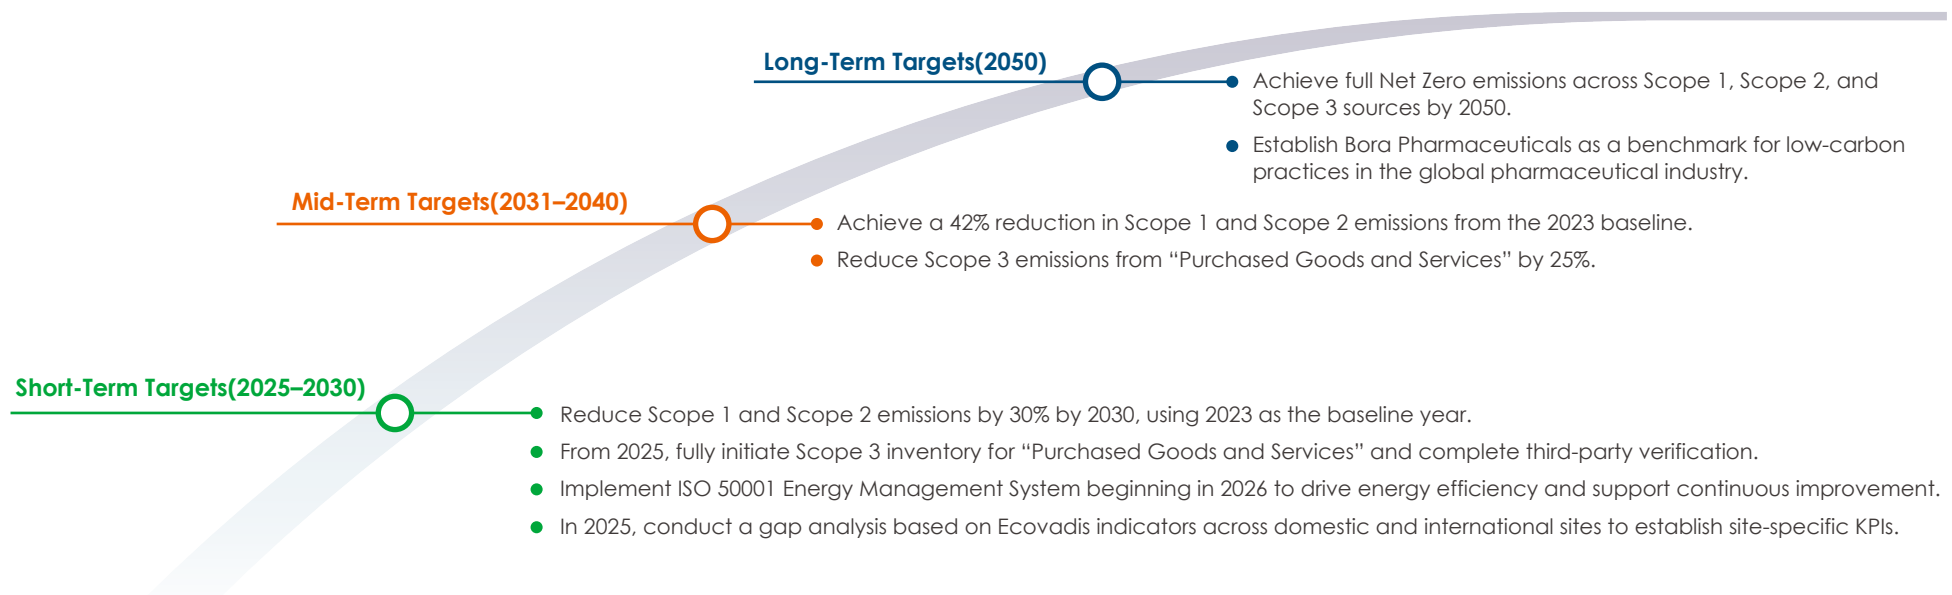 Long-Term Targets(2050)
Achieve full Net Zero emissions across Scope 1, Scope 2, and
Scope 3 sources by 2050.
Establish Bora Pharmaceuticals as a benchmark for low-carbon
practices in the global pharmaceutical industry.
Mid-Term Targets(2031–2040)
Achieve a 42% reduction in Scope 1 and Scope 2 emissions from the 2023 baseline.
Reduce Scope 3 emissions from “Purchased Goods and Services” by 25%.
Short-Term Targets(2025–2030)
Reduce Scope 1 and Scope 2 emissions by 30% by 2030, using 2023 as the baseline year.
From 2025, fully initiate Scope 3 inventory for “Purchased Goods and Services” and complete third-party verification.
Implement ISO 50001 Energy Management System beginning in 2026 to drive energy efficiency and support continuous improvement.
In 2025, conduct a gap analysis based on Ecovadis indicators across domestic and international sites to establish site-specific KPIs.